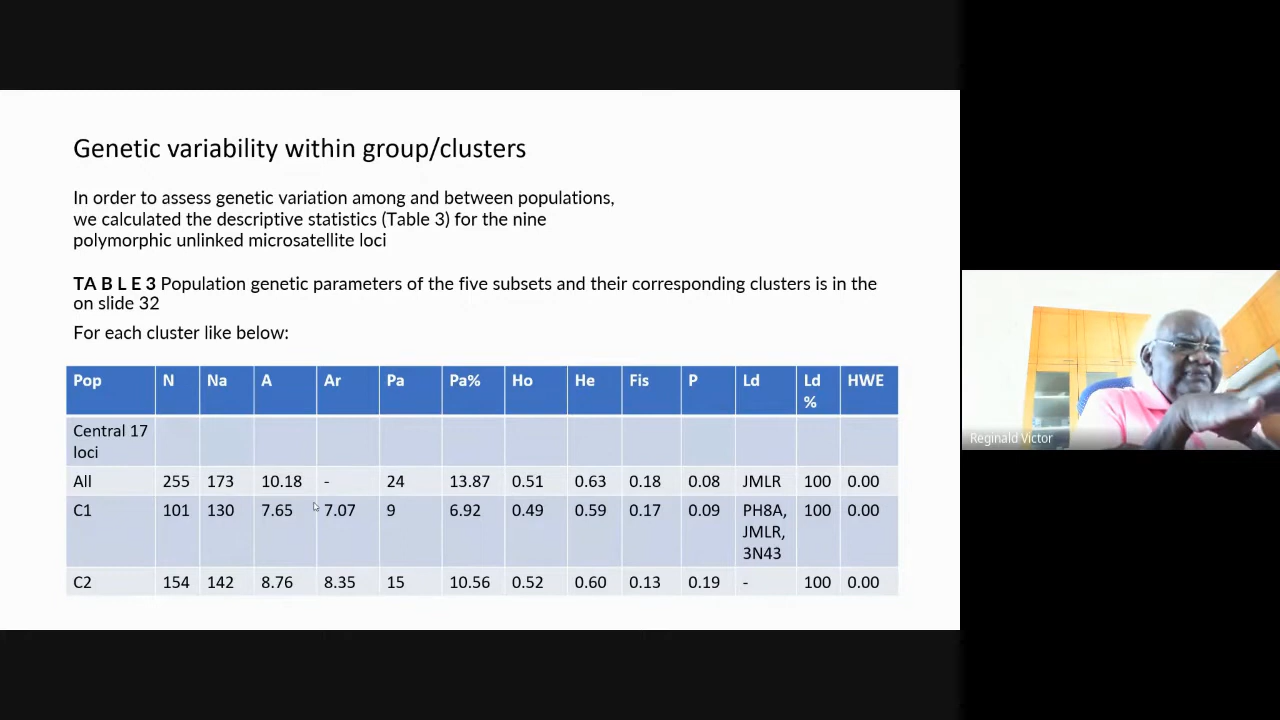 Genetic variability within group/clusters
In order to assess genetic variation among and between populations,
we calculated the descriptive statistics (Table 3) for the nine
polymorphic unlinked microsatellite loci
TA B L E 3 Population genetic parameters of the five subsets and their corresponding clusters is in the
on slide 32
For each cluster like below:
Pop N Na A Ar Pa Pa% Ho He Fis P Ld Ld % HWE
Central 17 loci
All 255 173 10.18 - 24 13.87 0.51 0.63 0.18 0.08 JMLR 100 0.00
C1 101 130 7.65 7.07 9 6.92 0.49 0.59 0.17 0.09 PH8A, JMLR, 3N43 100 0.00
C2 154 142 8.76 8.35 15 10.56 0.52 0.60 0.13 0.19 - 100 0.00
Reginald Victor